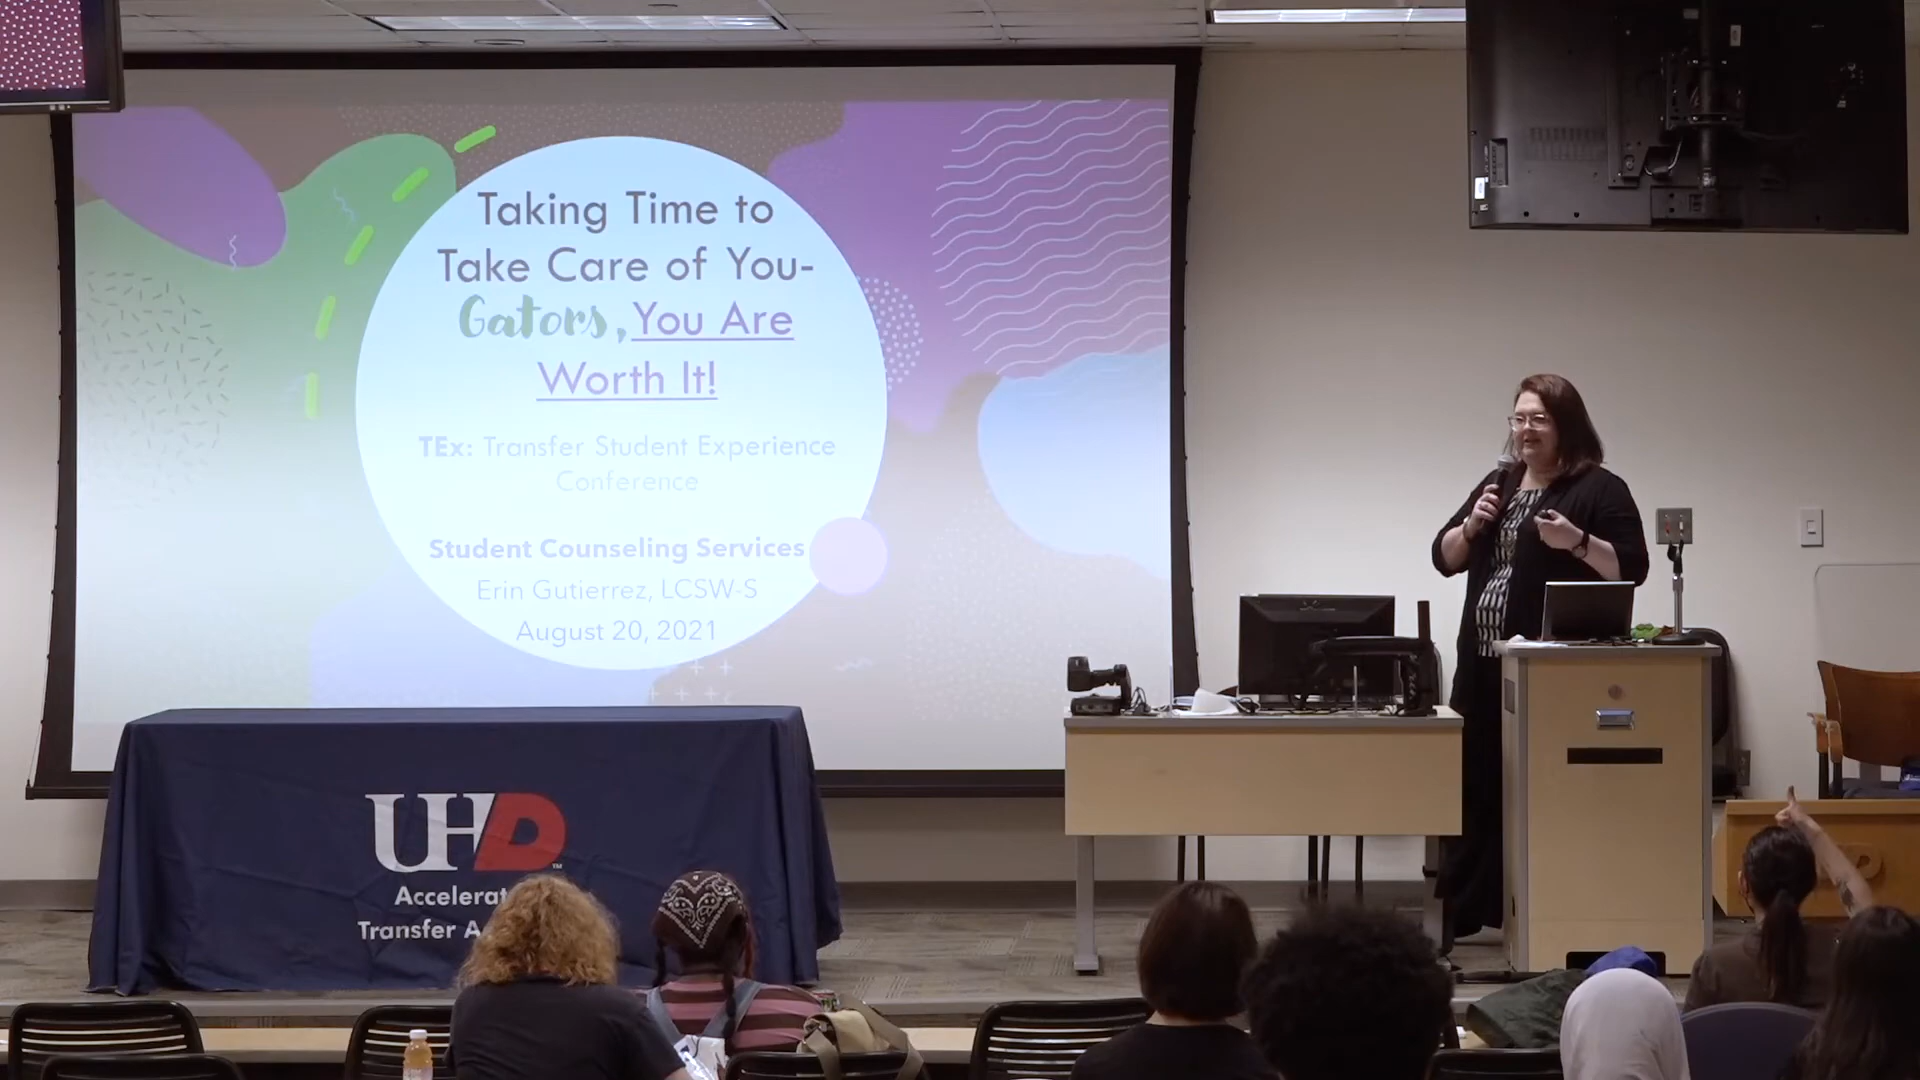 Taking Time to
Take Care of You-
Gators, You Are
Worth It!
TEx: Transfer Student Experience
Conference
Student Counseling Services
Erin Gutierrez, LCSW-S
August 20, 2021
UHD™
Accelerat
Transfer A